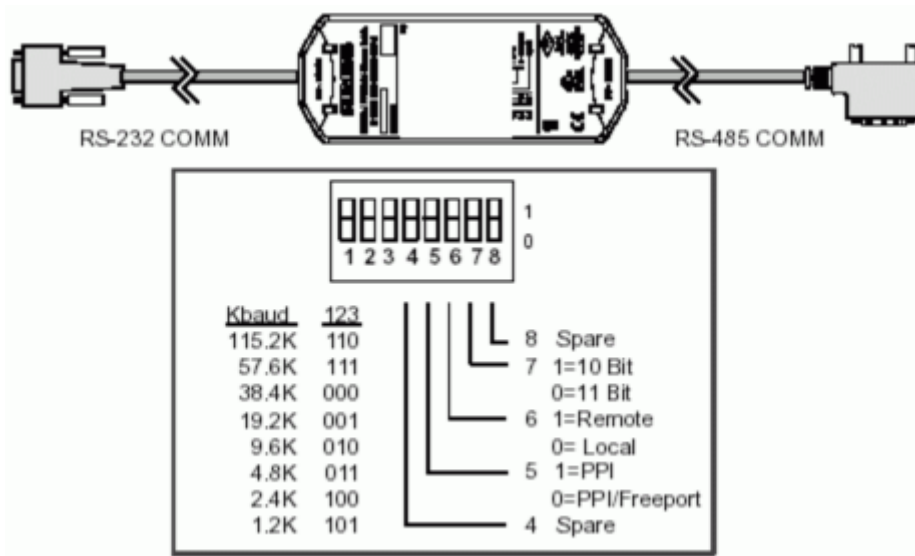 RS-232 COMM
RS-485 COMM
1
0
1 2 3 4 5 6 7 8
Kbaud 123
115.2K 110
57.6K 111
38.4K 000
19.2K 001
9.6K 010
4.8K 011
2.4K 100
1.2K 101
8 Spare
7 1=10 Bit
0=11 Bit
6 1=Remote
0= Local
5 1=PPI
0=PPI/Freeport
4 Spare